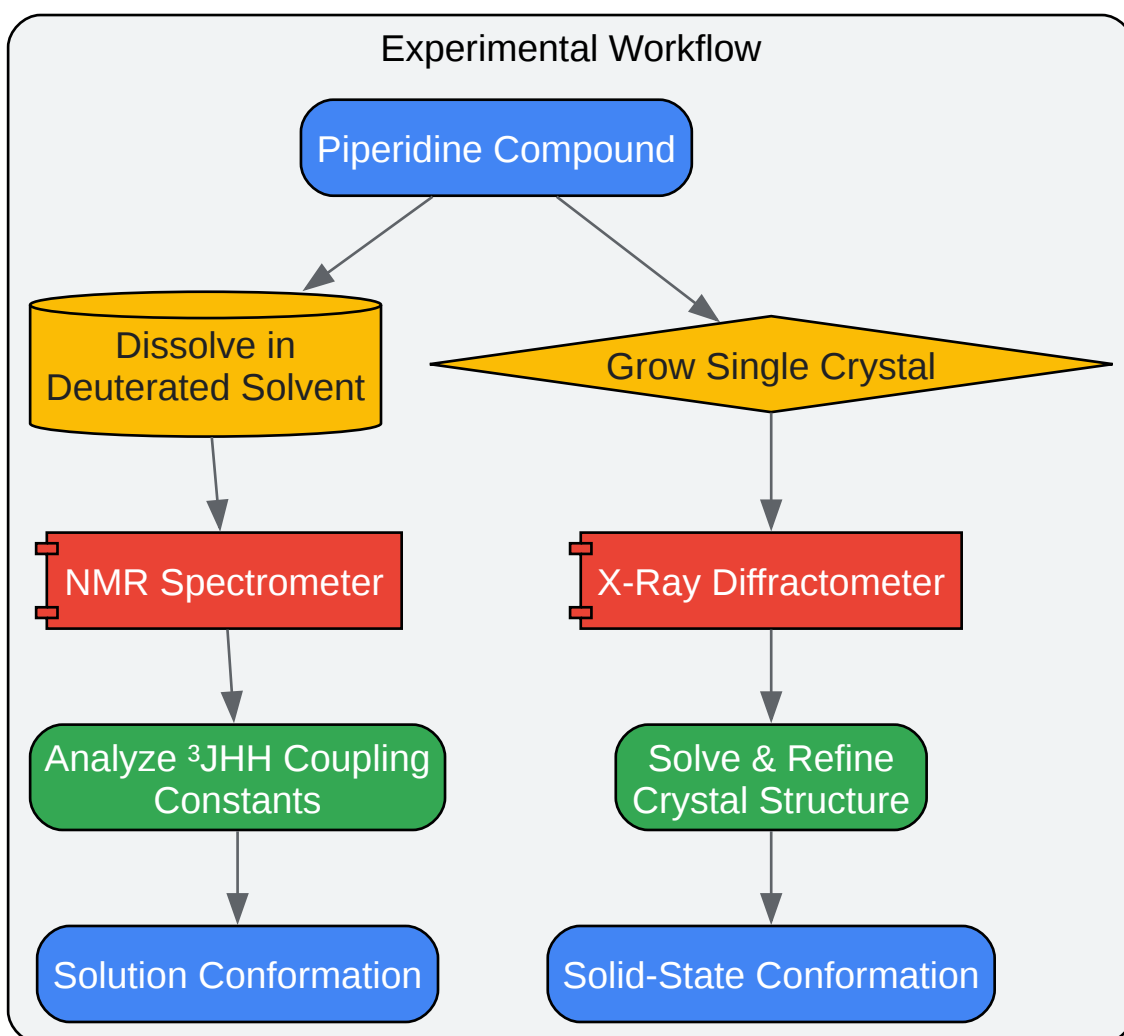 Experimental Workflow
Piperidine Compound
Dissolve in
Deuterated Solvent
Grow Single Crystal
NMR Spectrometer
X-Ray Diffractometer
Analyze ³JHH Coupling
Constants
Solve & Refine
Crystal Structure
Solution Conformation
Solid-State Conformation